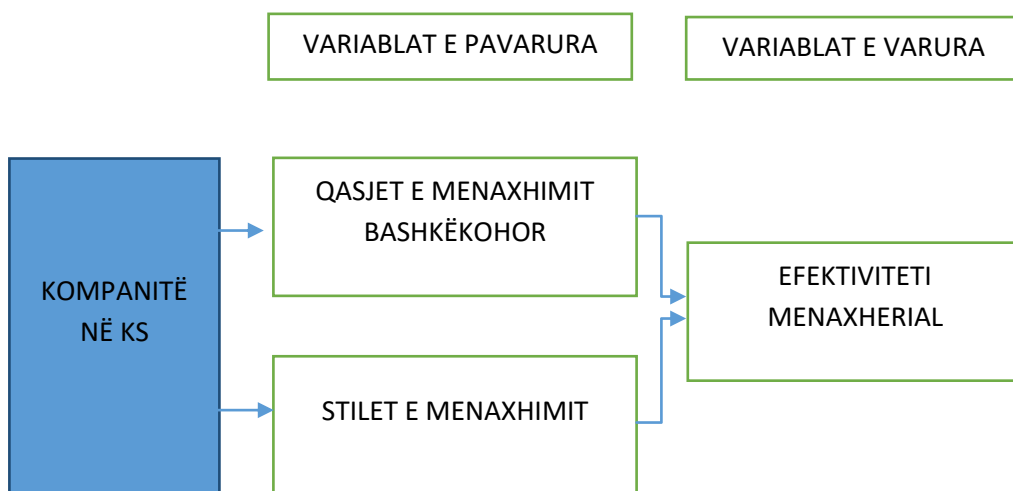 VARIABLAT E PAVARURA
VARIABLAT E VARURA
QASJET E MENAXHIMIT
BASHKËKOHOR
KOMPANITË
NË KS
EFEKTIVITETI
MENAXHERIAL
STILET E MENAXHIMIT